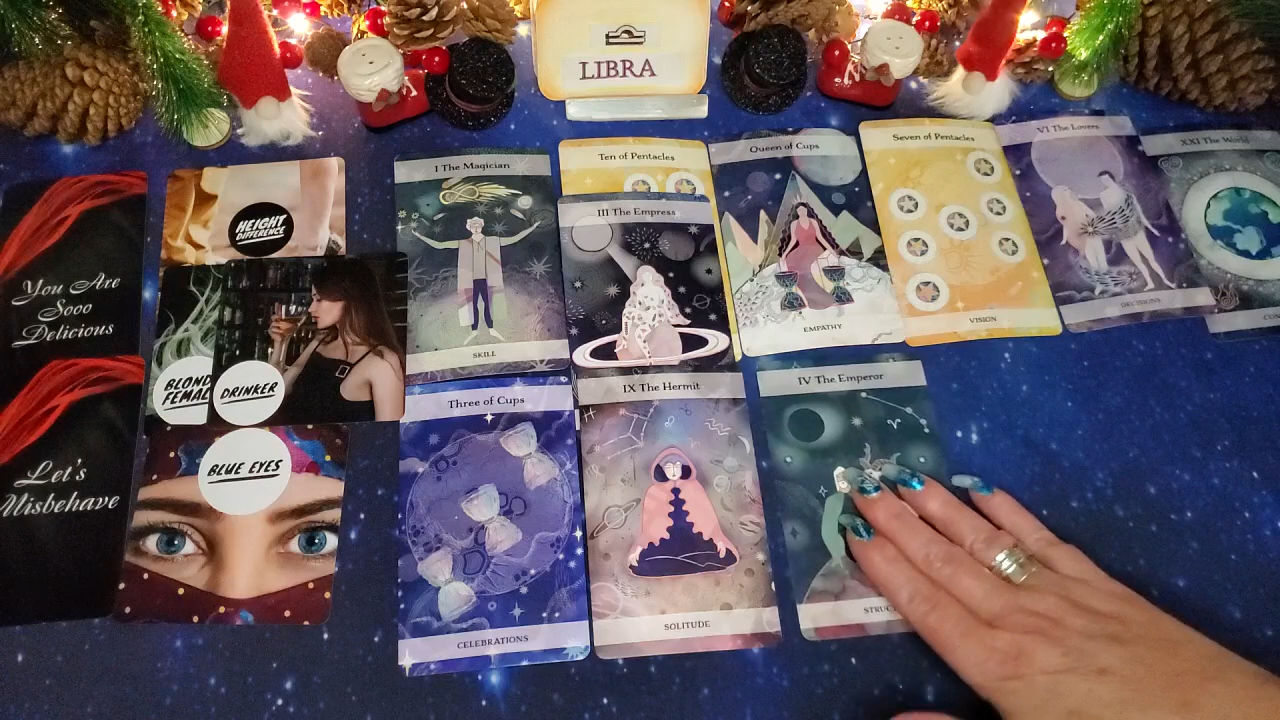 LIBRA
You Are
Sooo
Delicious
Let's
Misbehave
HEIGHT
DIFFERENCE
BLOND
FEMAL
DRINKER
BLUE EYES
I The Magician
SKILL
Ten of Pentacles
III The Empress
Queen of Cups
EMPATHY
Seven of Pentacles
VISION
VI The Lovers
DECISIONS
XXI The World
Three of Cups
CELEBRATIONS
IX The Hermit
SOLITUDE
IV The Emperor
STRUC